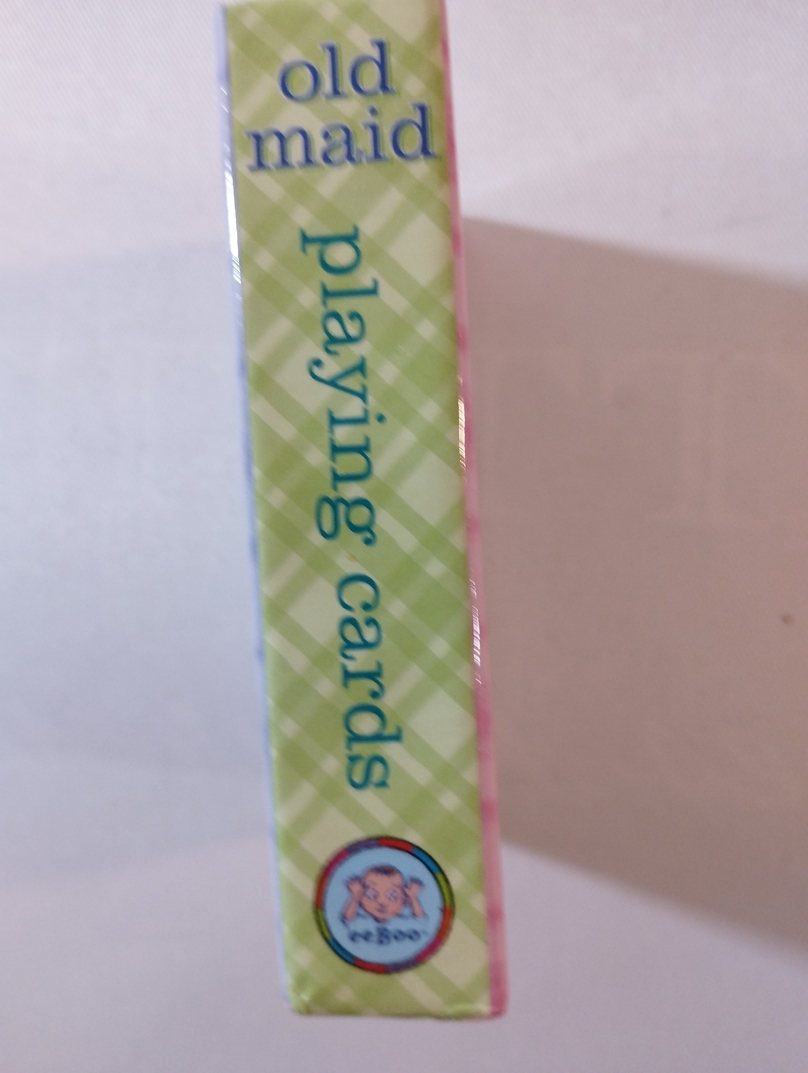 old
maid
playing cards
eeBoo